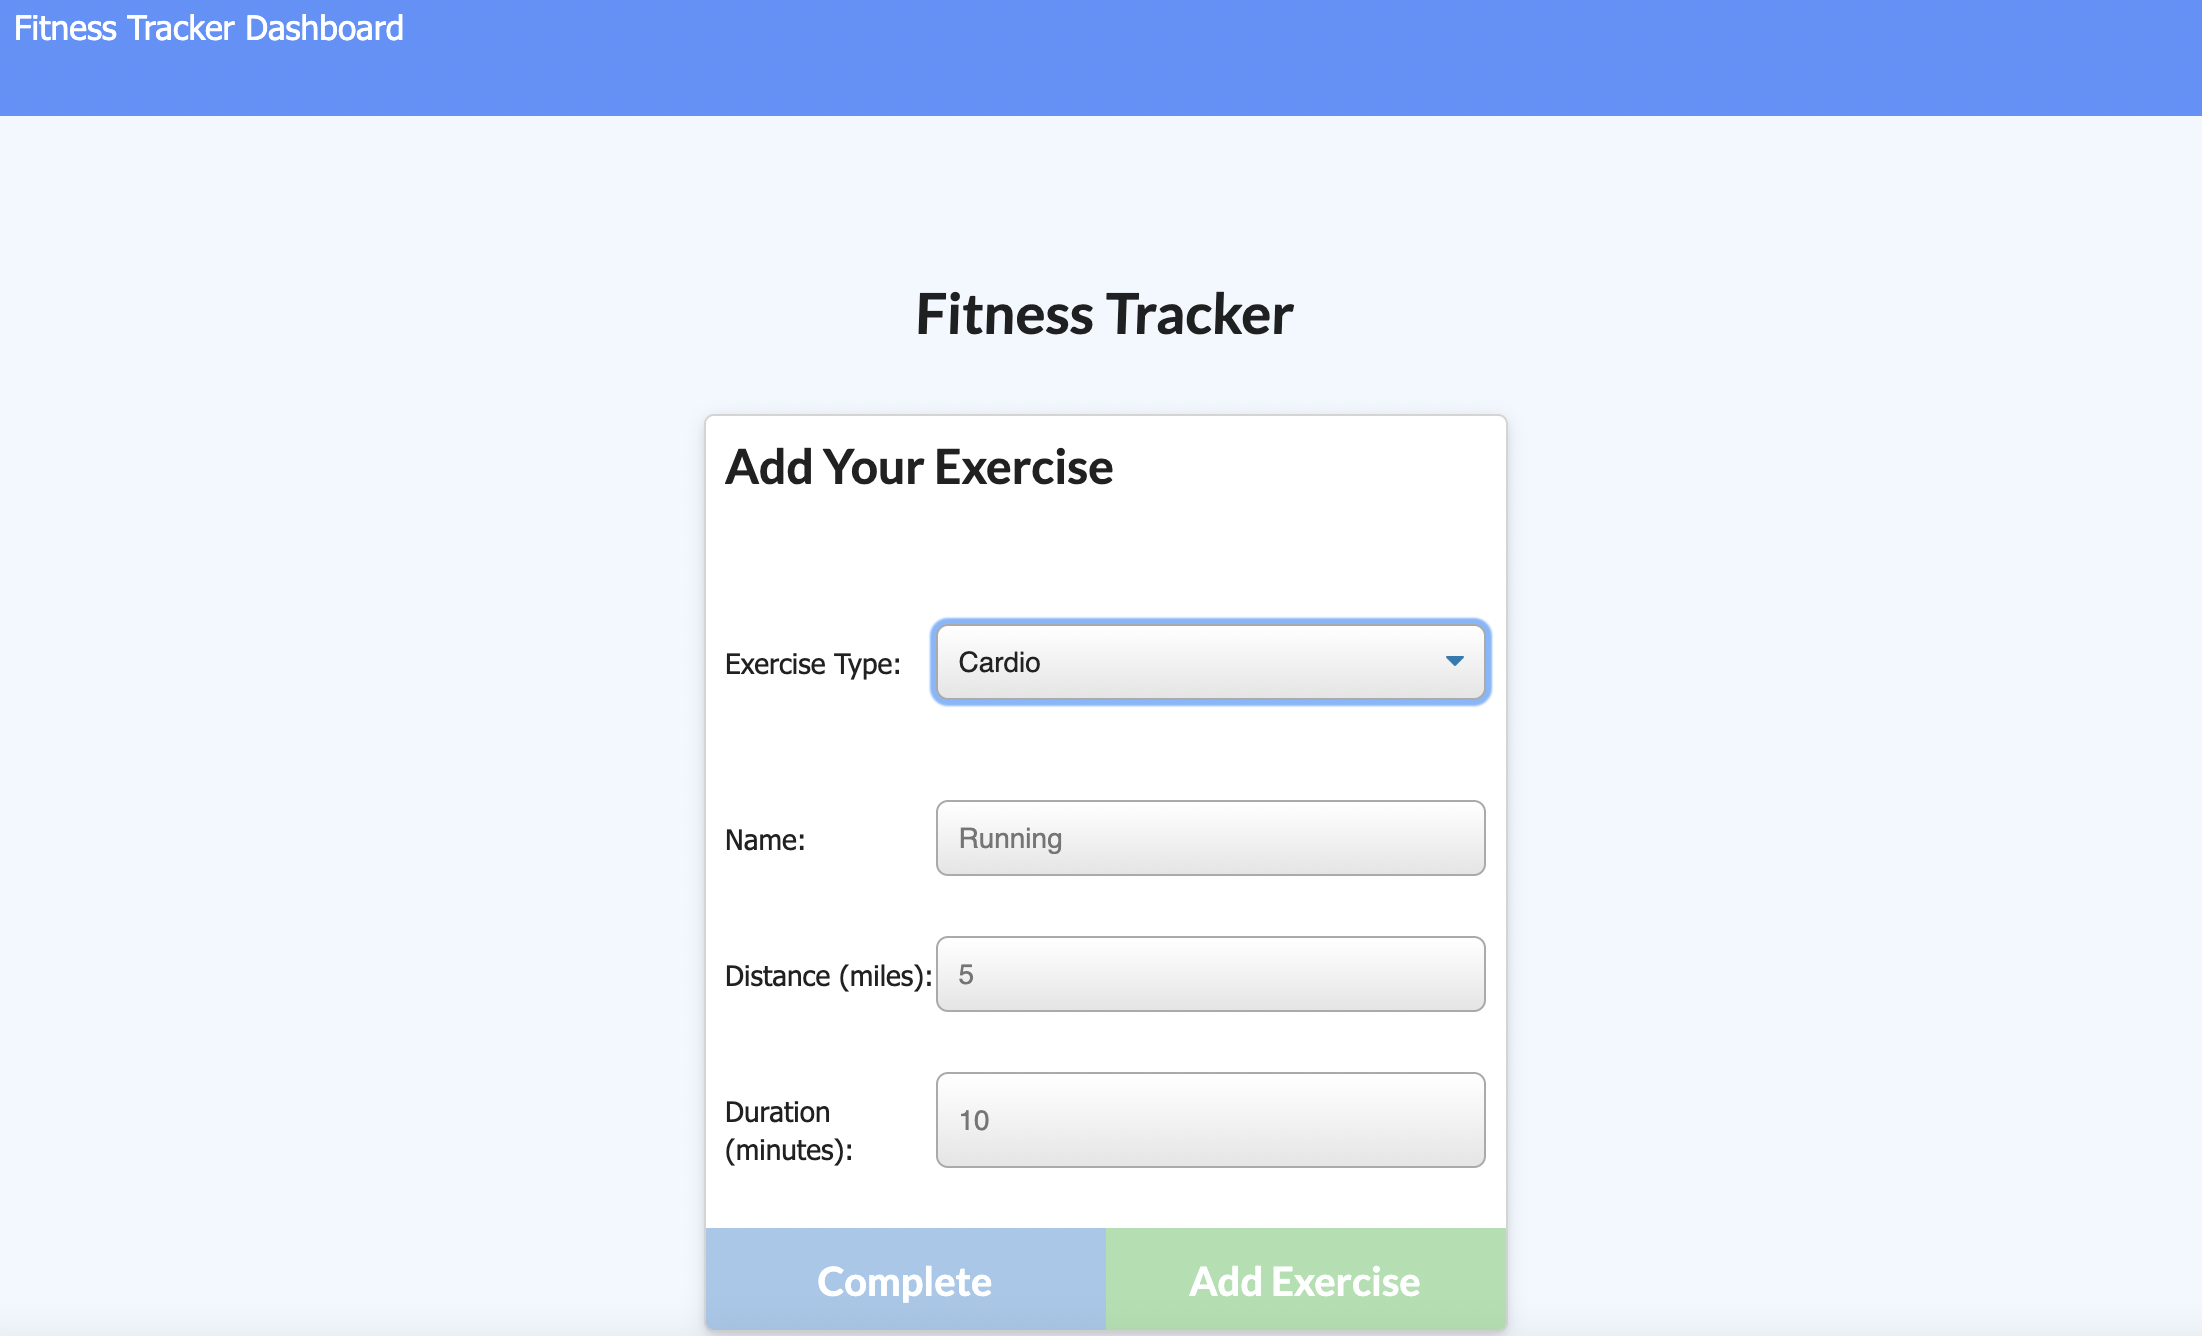 Fitness Tracker Dashboard
Fitness Tracker
Add Your Exercise
Exercise Type: Cardio
Name: Running
Distance (miles): 5
Duration
(minutes): 10
Complete Add Exercise